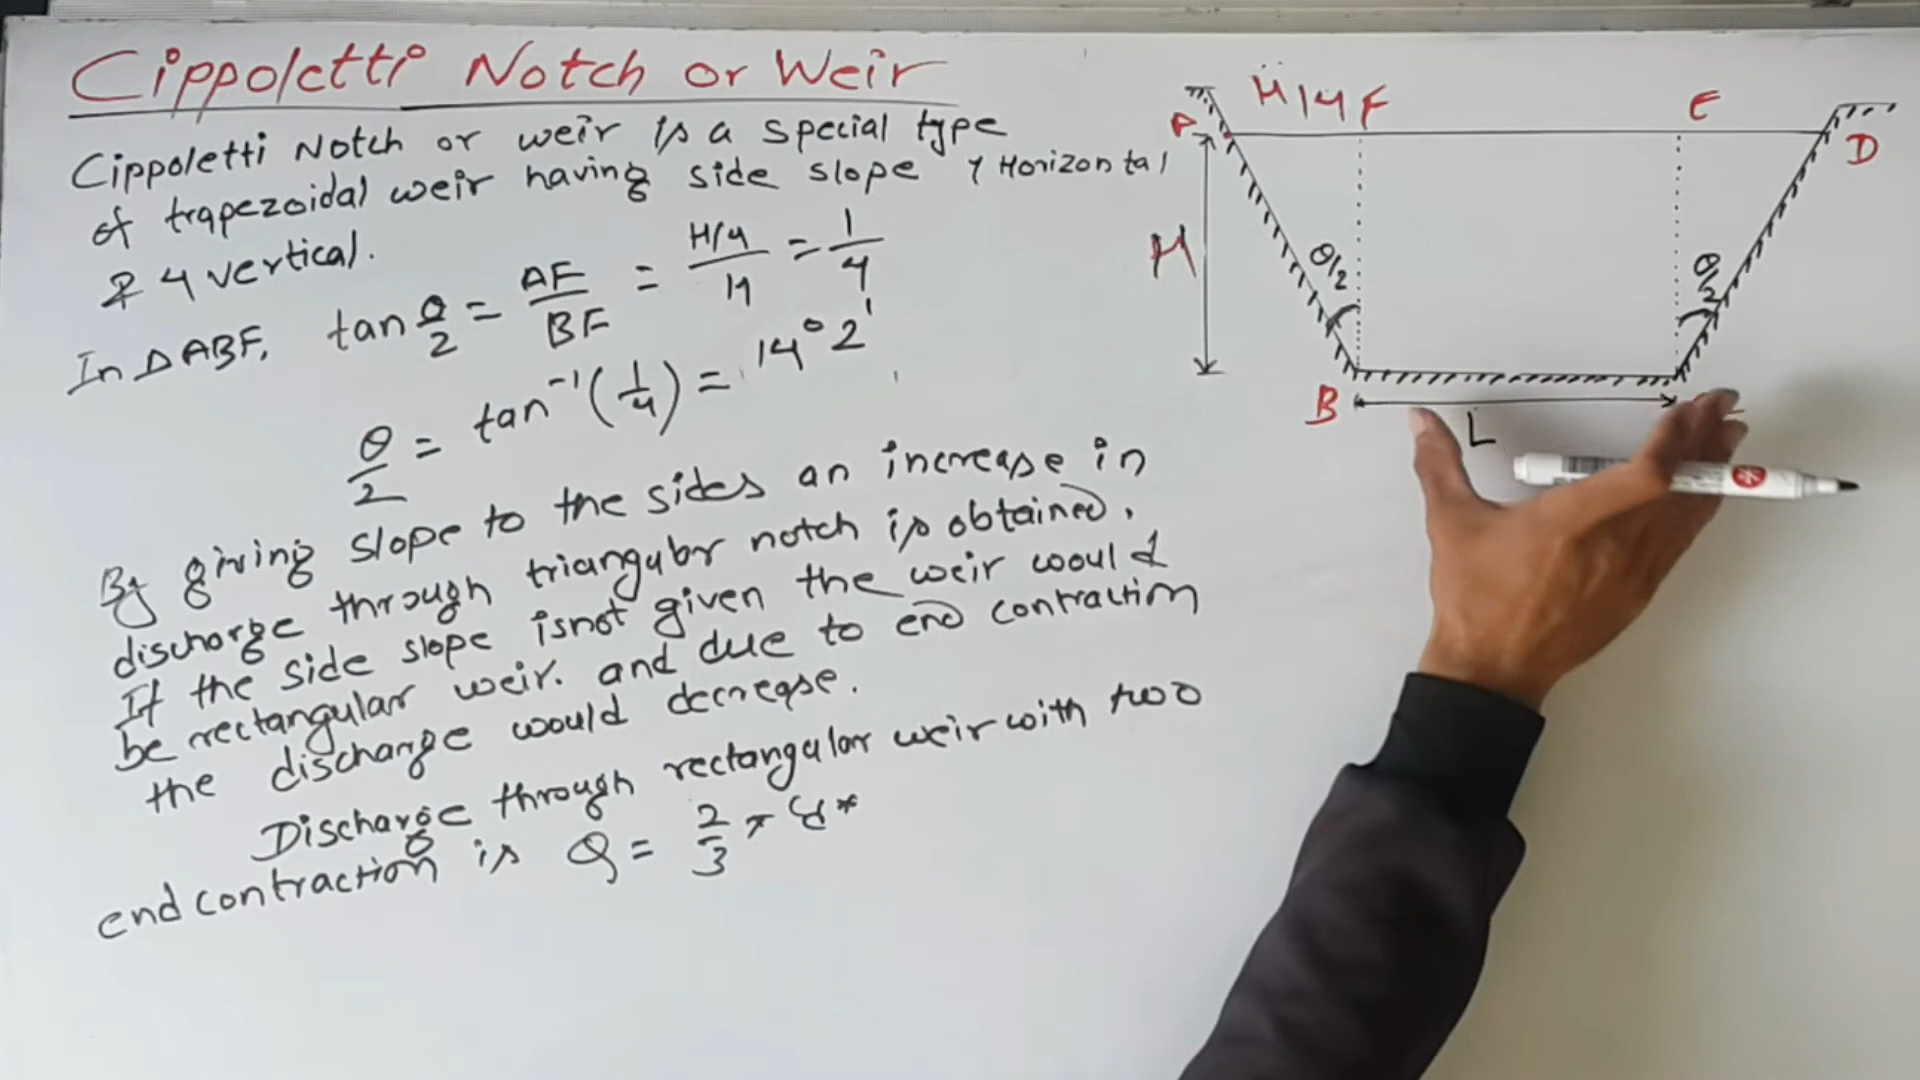 Cippoletti Notch or Weir
Cippoletti Notch or weir is a special type
of trapezoidal weir having side slope 1 Horizontal
& 4 vertical.
In Δ ABF, tan θ/2 = AF/BF = H/4/H = 1/4
θ/2 = tan⁻¹(1/4) = 14° 2'
By giving slope to the sides an increase in
discharge through triangular notch is obtained.
If the side slope is not given the weir would
be rectangular weir. and due to end contraction
the discharge would decrease.
Discharge through rectangular weir with two
end contraction is Q = 2/3 *
A
H/4
F
E
D
H
θ/2
θ/2
B
L